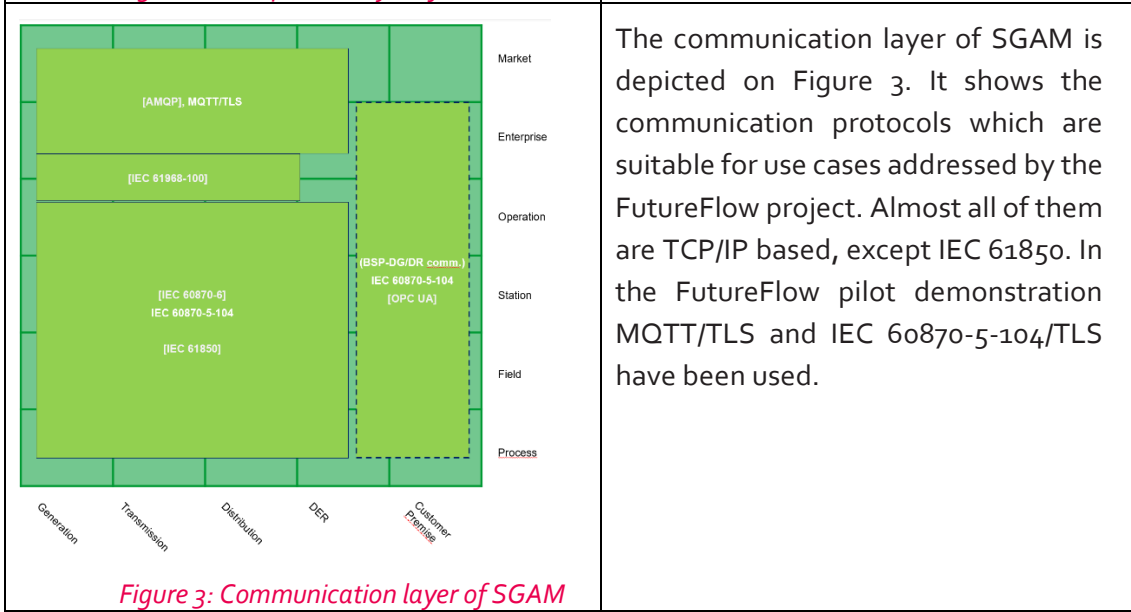 Market
[AMQP], MQTT/TLS
Enterprise
[IEC 61968-100]
Operation
(BSP-DG/DR comm.)
IEC 60870-5-104
[OPC UA]
[IEC 60870-6]
IEC 60870-5-104
Station
[IEC 61850]
Field
Process
Generation
Transmission
Distribution
DER
Customer
Premise
Figure 3: Communication layer of SGAM
The communication layer of SGAM is
depicted on Figure 3. It shows the
communication protocols which are
suitable for use cases addressed by the
FutureFlow project. Almost all of them
are TCP/IP based, except IEC 61850. In
the FutureFlow pilot demonstration
MQTT/TLS and IEC 60870-5-104/TLS
have been used.